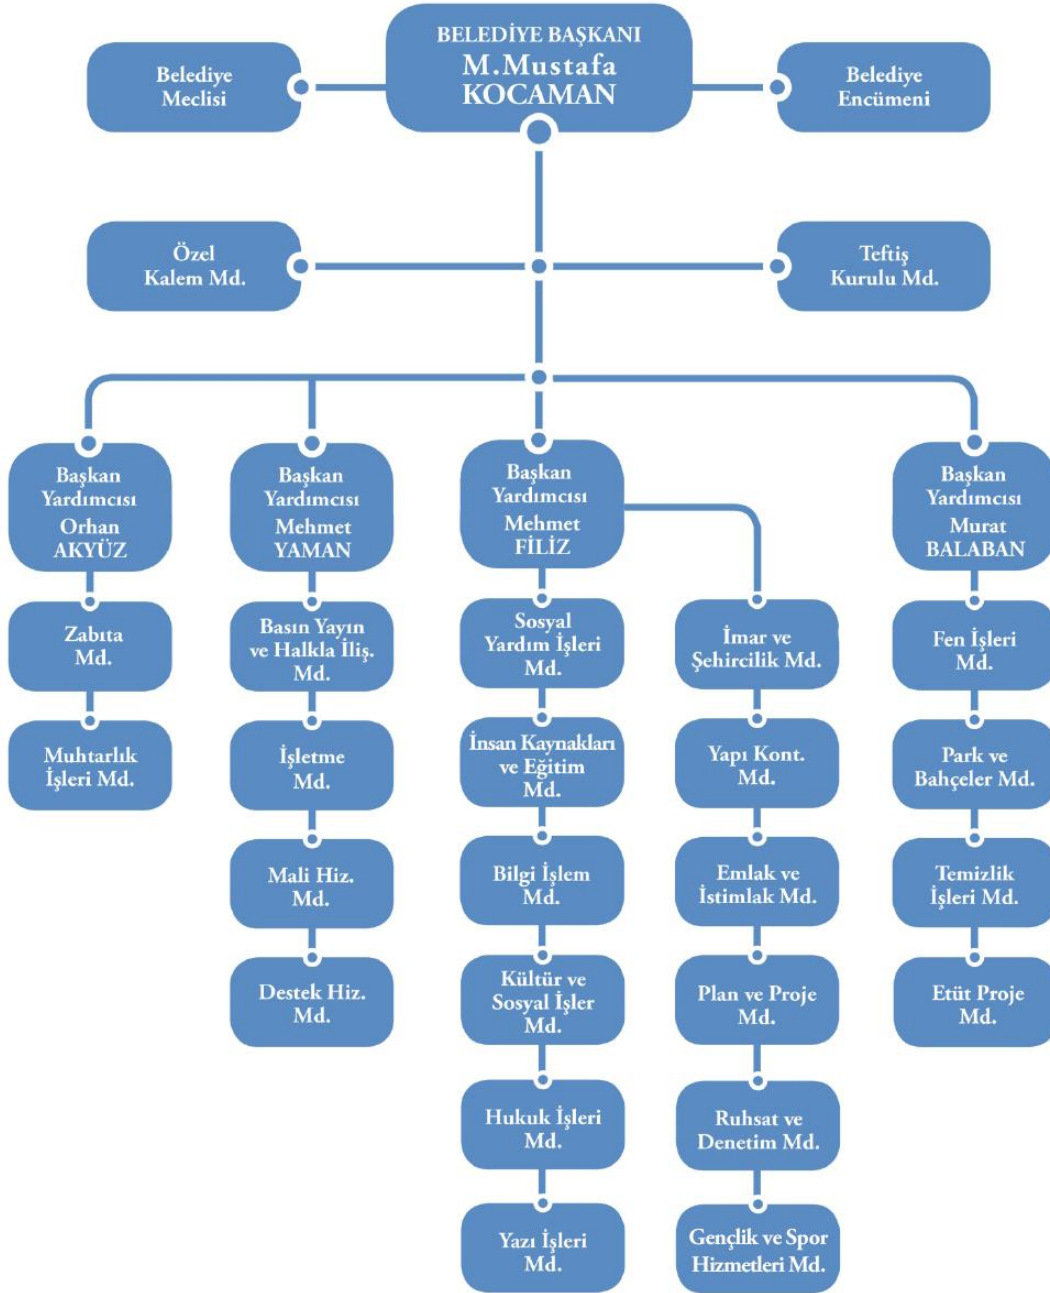 BELEDİYE BAŞKANI
M.Mustafa
KOCAMAN
Belediye
Meclisi
Belediye
Encümeni
Özel
Kalem Md.
Teftiş
Kurulu Md.
Başkan
Yardımcısı
Orhan
AKYÜZ
Zabıta
Md.
Muhtarlık
İşleri Md.
Başkan
Yardımcısı
Mehmet
YAMAN
Basın Yayın
ve Halkla İliş.
Md.
İşletme
Md.
Mali Hiz.
Md.
Destek Hiz.
Md.
Başkan
Yardımcısı
Mehmet
FİLİZ
Sosyal
Yardım İşleri
Md.
İnsan Kaynakları
ve Eğitim
Md.
Bilgi İşlem
Md.
Kültür ve
Sosyal İşler
Md.
Hukuk İşleri
Md.
Yazı İşleri
Md.
İmar ve
Şehircilik Md.
Yapı Kont.
Md.
Emlak ve
İstimlak Md.
Plan ve Proje
Md.
Ruhsat ve
Denetim Md.
Gençlik ve Spor
Hizmetleri Md.
Başkan
Yardımcısı
Murat
BALABAN
Fen İşleri
Md.
Park ve
Bahçeler Md.
Temizlik
İşleri Md.
Etüt Proje
Md.